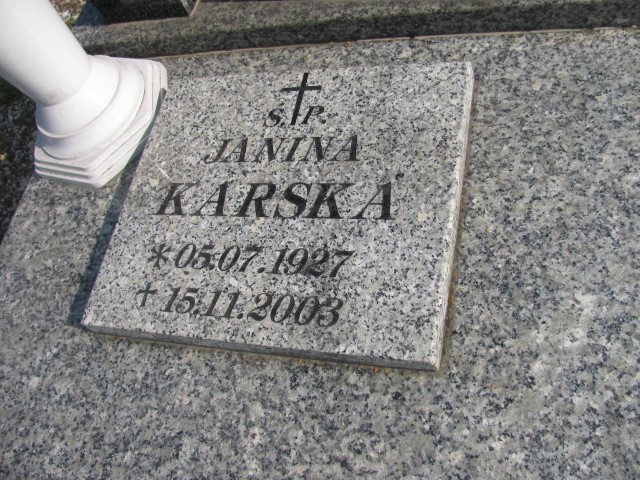 Ś.P.
JANINA
KARSKA
*05.07.1927
+15.11.2003